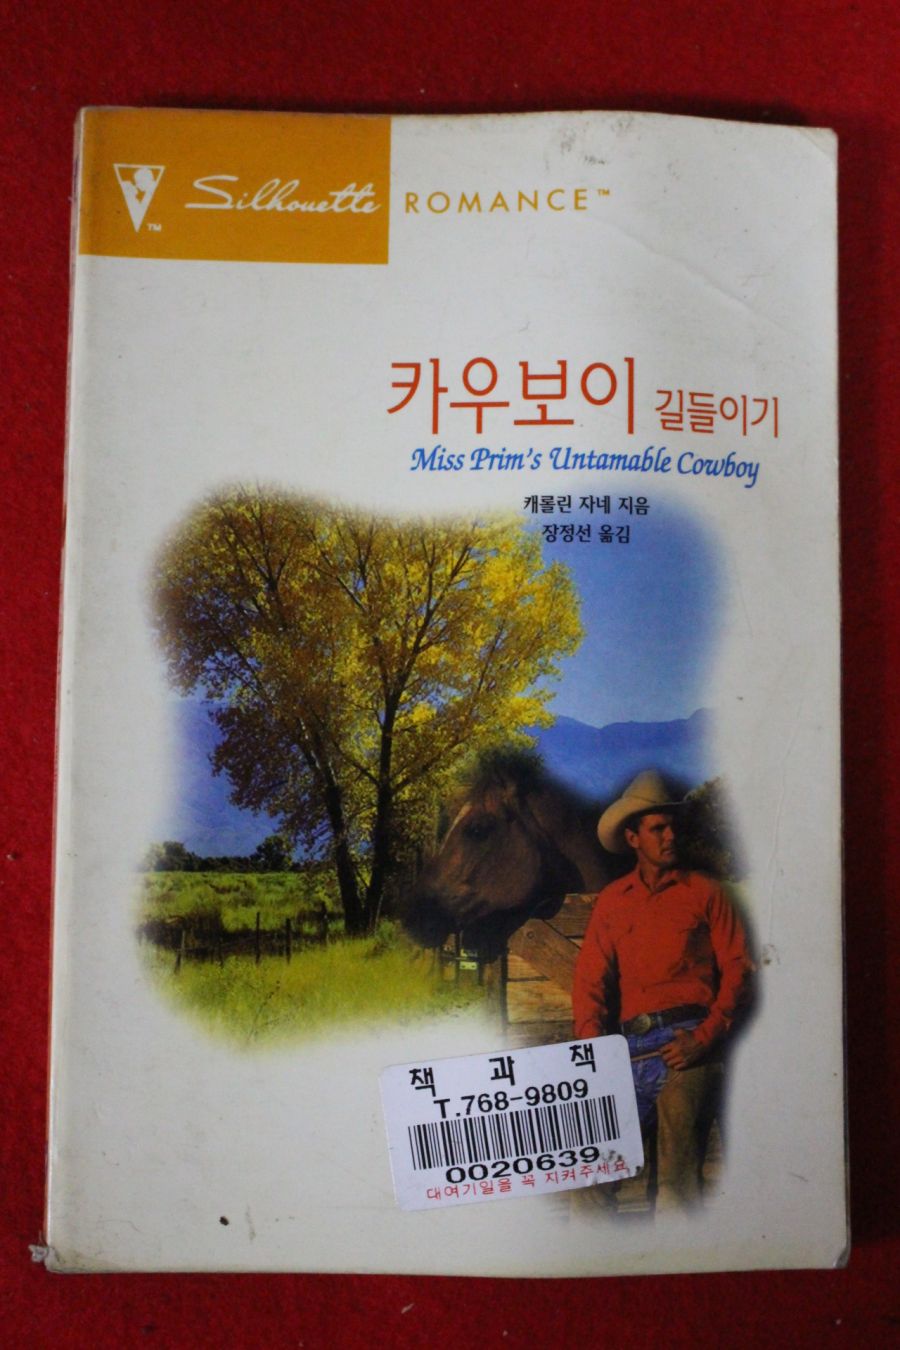 Silhouette ROMANCE™
TM
카우보이 길들이기
Miss Prim's Untamable Cowboy
캐롤린 자네 지음
장정선 옮김
책 과 책
T.768-9809
0020639
대여기일을 꼭 지켜주세요